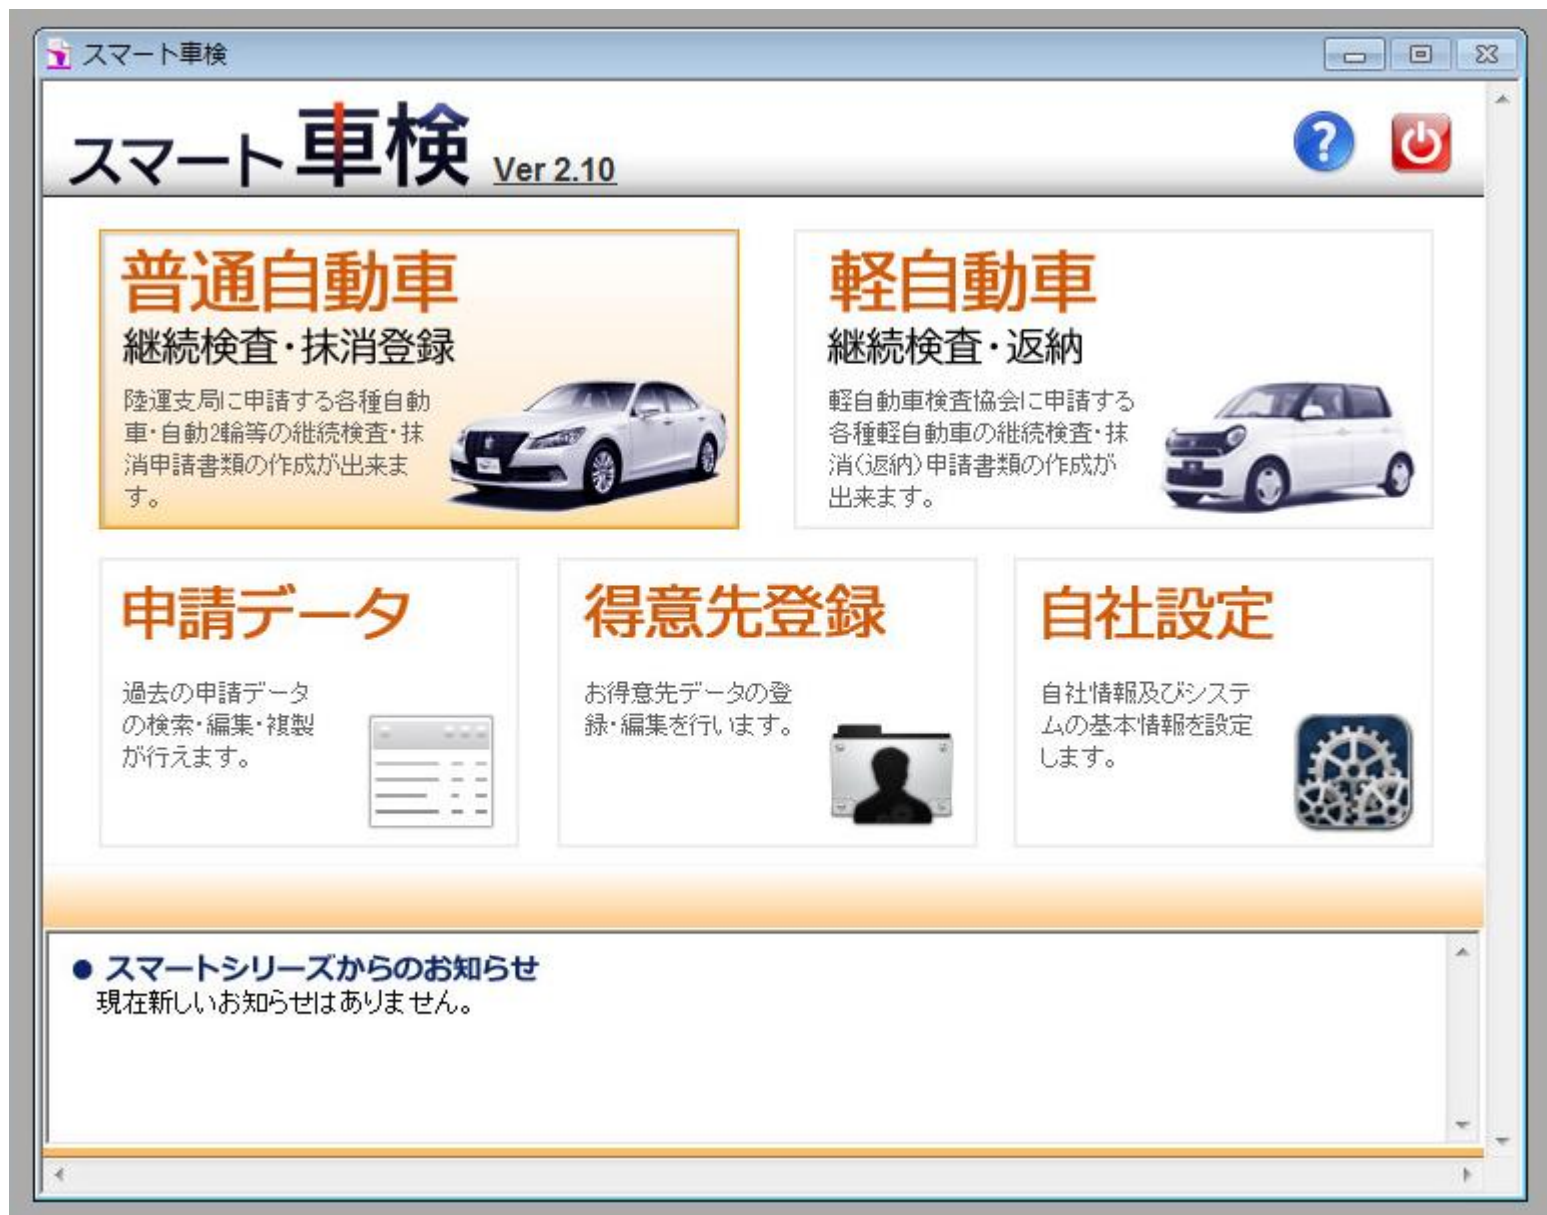 スマート車検
スマート車検 Ver 2.10
普通自動車
継続検査・抹消登録
陸運支局に申請する各種自動
車・自動2輪等の継続検査・抹
消申請書類の作成が出来ま
す。
軽自動車
継続検査・返納
軽自動車検査協会に申請する
各種軽自動車の継続検査・抹
消(返納)申請書類の作成が
出来ます。
申請データ
過去の申請データ
の検索・編集・複製
が行えます。
得意先登録
お得意先データの登
録・編集を行います。
自社設定
自社情報及びシステ
ムの基本情報を設定
します。
● スマートシリーズからのお知らせ
現在新しいお知らせはありません。